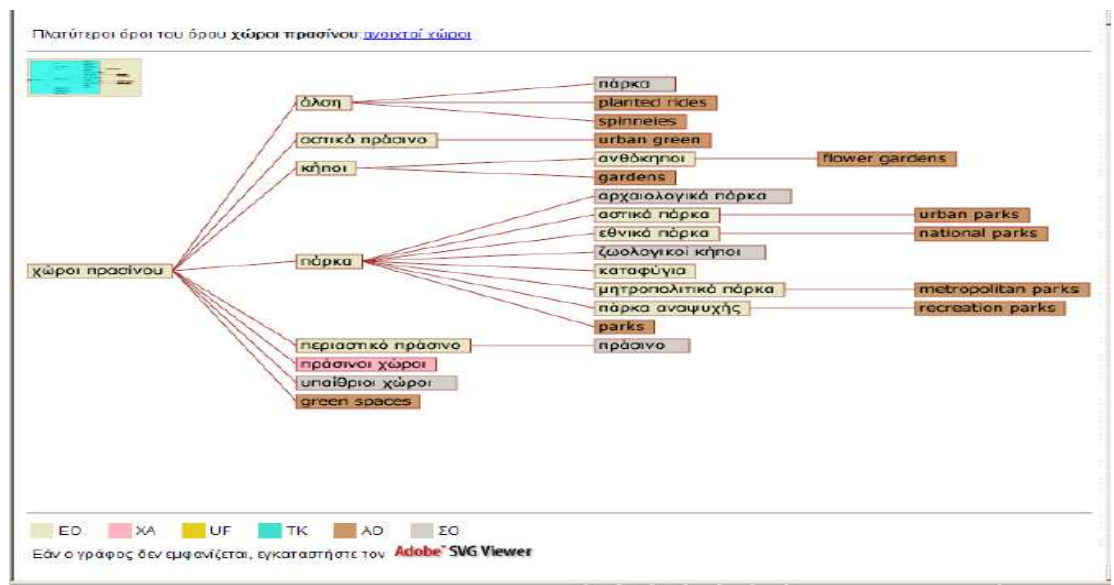 Πλατύτεροι όροι του όρου χώροι πρασίνου:ανοιχτοί χώροι
πάρκα
άλση
planted rides
spinneies
αστικό πράσινο
urban green
ανθόκηποι
flower gardens
κήποι
gardens
αρχαιολογικά πάρκα
αστικά πάρκα
urban parks
εθνικά πάρκα
national parks
ζωολογικοί κήποι
πάρκα
χώροι πρασίνου
καταφύγια
μητροπολιτικά πάρκα
metropolitan parks
πάρκα αναψυχής
recreation parks
parks
περιαστικό πράσινο
πράσινο
πράσινοι χώροι
υπαίθριοι χώροι
green spaces
ΕΟ ΧΑ UF ΤΚ ΑΟ ΣΟ
Εάν ο γράφος δεν εμφανίζεται, εγκαταστήστε τον Adobe SVG Viewer